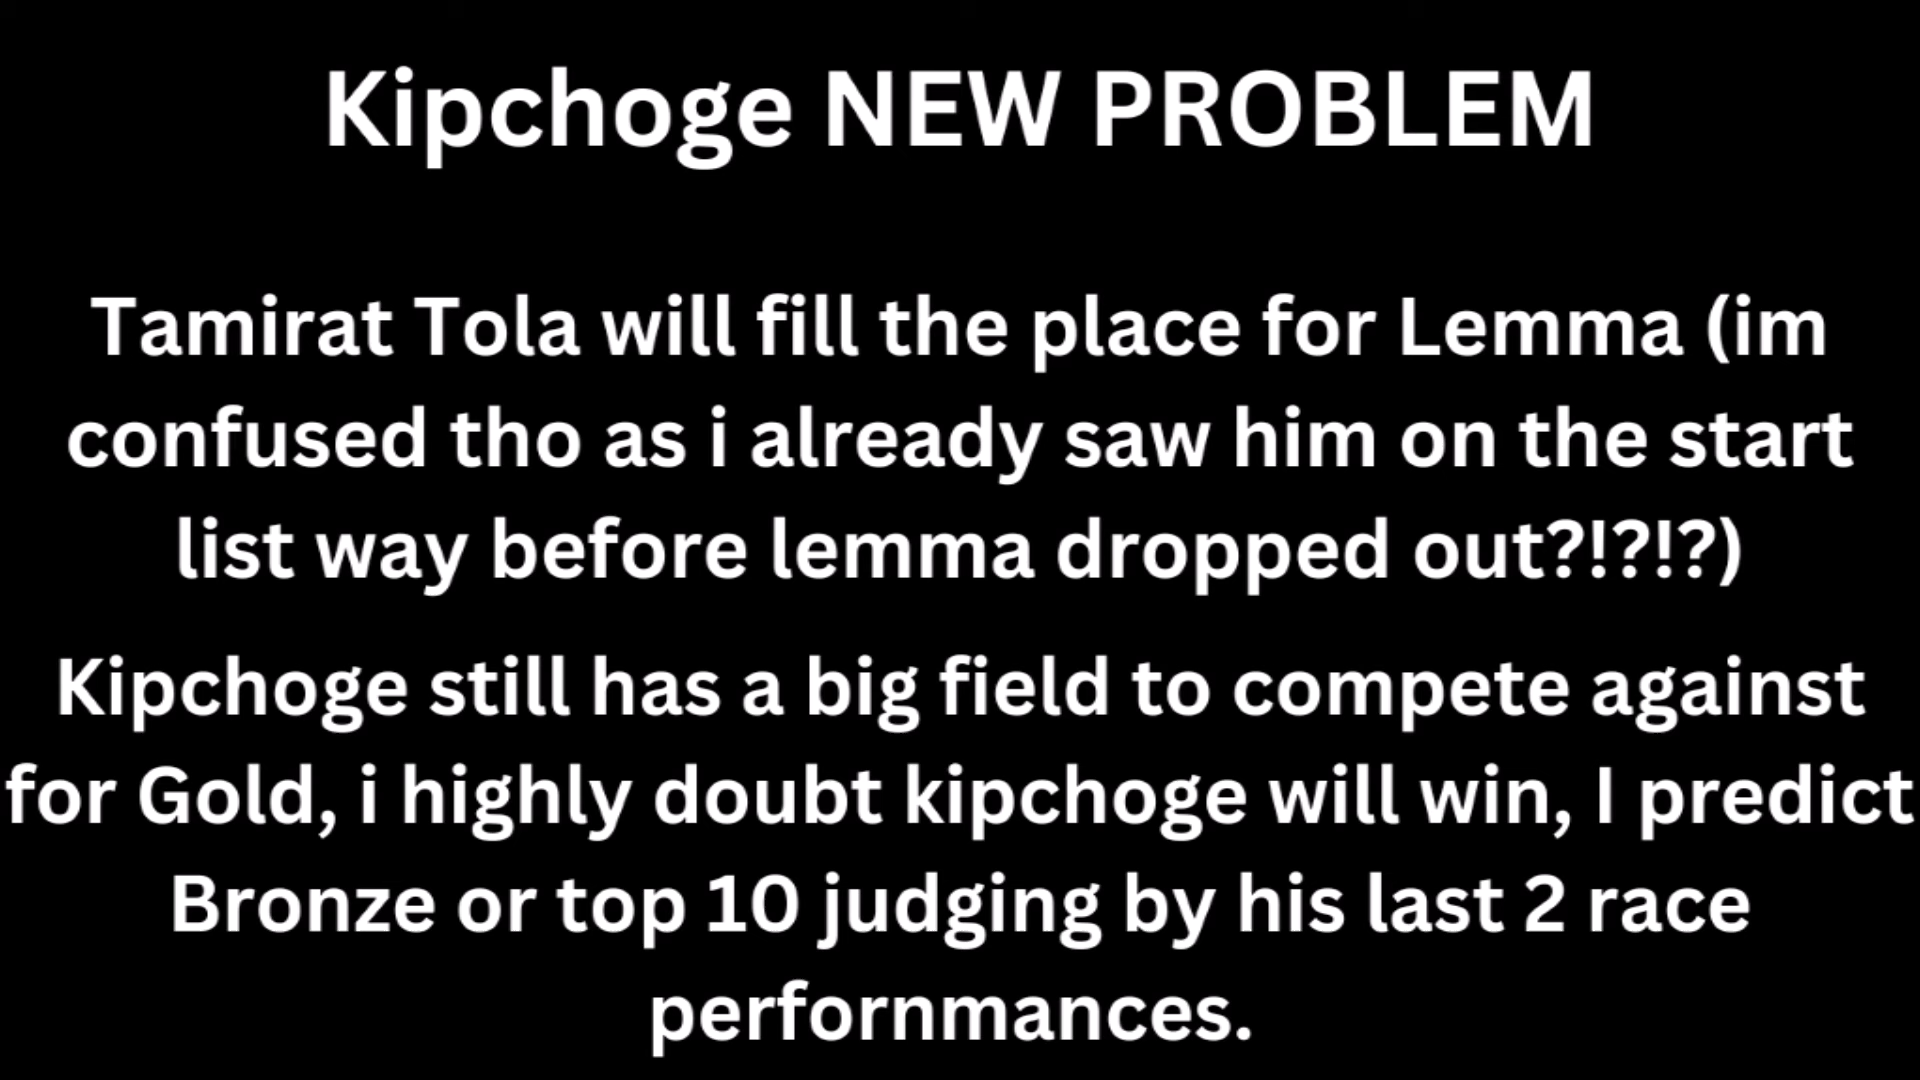 Kipchoge NEW PROBLEM
Tamirat Tola will fill the place for Lemma (im
confused tho as i already saw him on the start
list way before lemma dropped out?!?!?)
Kipchoge still has a big field to compete against
for Gold, i highly doubt kipchoge will win, I predict
Bronze or top 10 judging by his last 2 race
perfornmances.